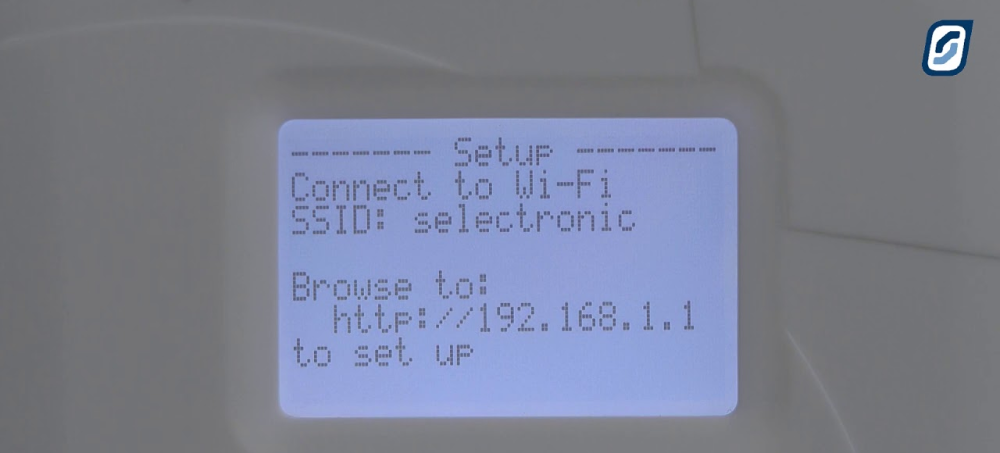 ------- Setup -------
Connect to Wi-Fi
SSID: selectronic
Browse to:
http://192.168.1.1
to set up